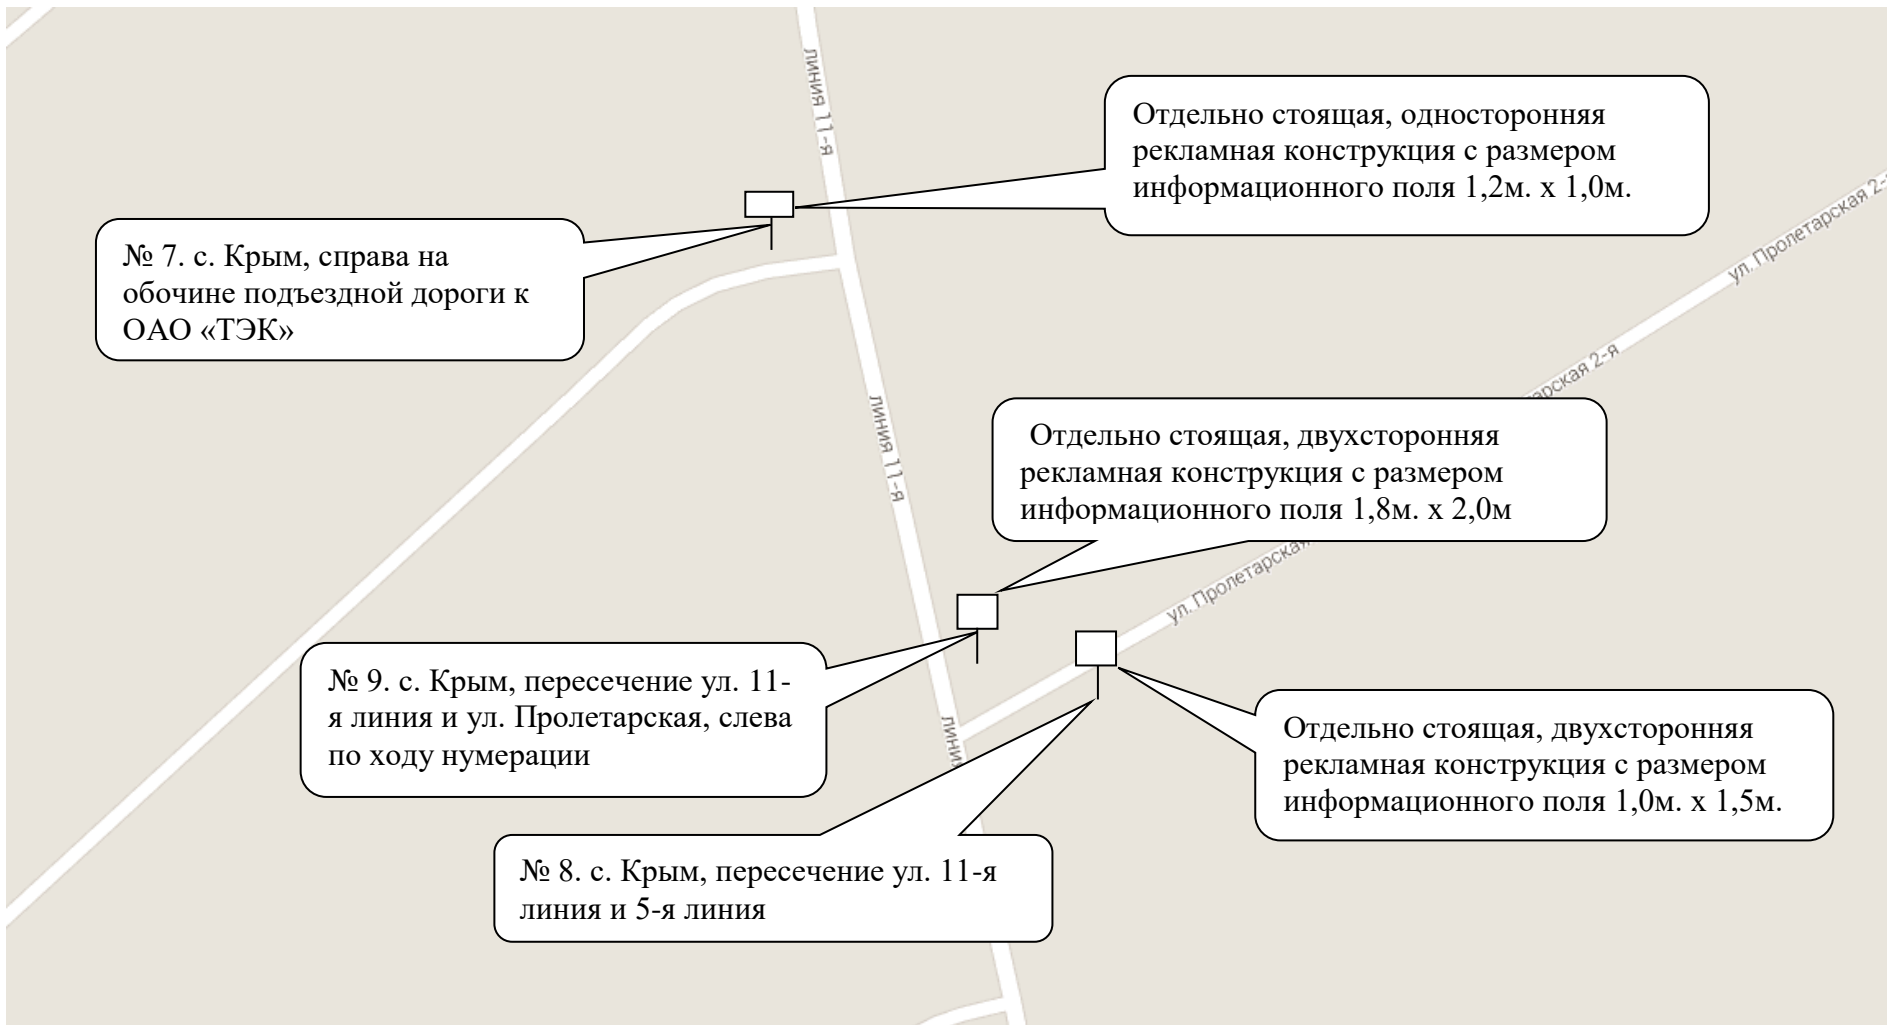 линия 11-я
Отдельно стоящая, односторонняя
рекламная конструкция с размером
информационного поля 1,2м. х 1,0м.
ул. Пролетарская 2-я
№ 7. с. Крым, справа на
обочине подъездной дороги к
ОАО «ТЭК»
линия 11-я
Отдельно стоящая, двухсторонняя
рекламная конструкция с размером
информационного поля 1,8м. х 2,0м
ул. Пролетарская
№ 9. с. Крым, пересечение ул. 11-
я линия и ул. Пролетарская, слева
по ходу нумерации
линия
Отдельно стоящая, двухсторонняя
рекламная конструкция с размером
информационного поля 1,0м. х 1,5м.
№ 8. с. Крым, пересечение ул. 11-я
линия и 5-я линия